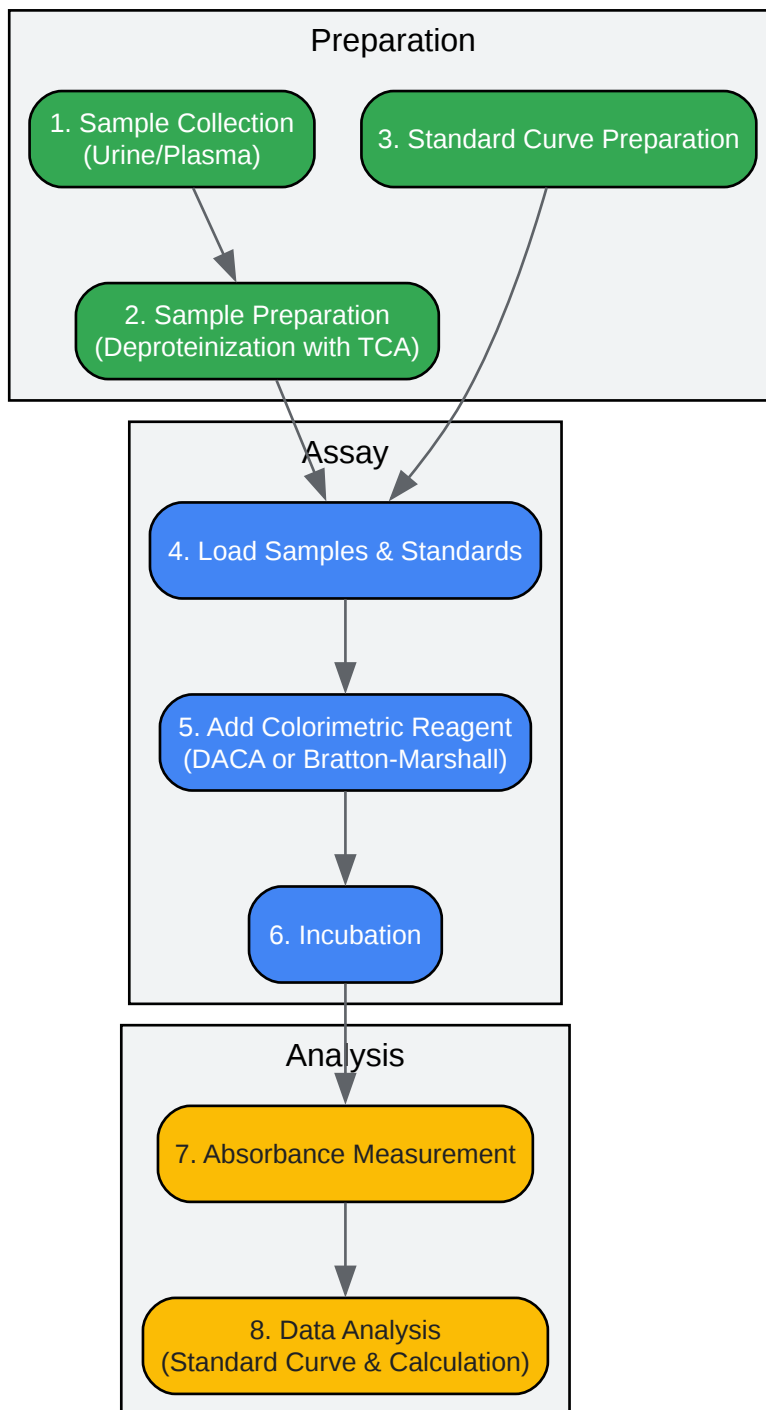 Preparation
1. Sample Collection
(Urine/Plasma)
3. Standard Curve Preparation
2. Sample Preparation
(Deproteinization with TCA)
Assay
4. Load Samples & Standards
5. Add Colorimetric Reagent
(DACA or Bratton-Marshall)
6. Incubation
Analysis
7. Absorbance Measurement
8. Data Analysis
(Standard Curve & Calculation)